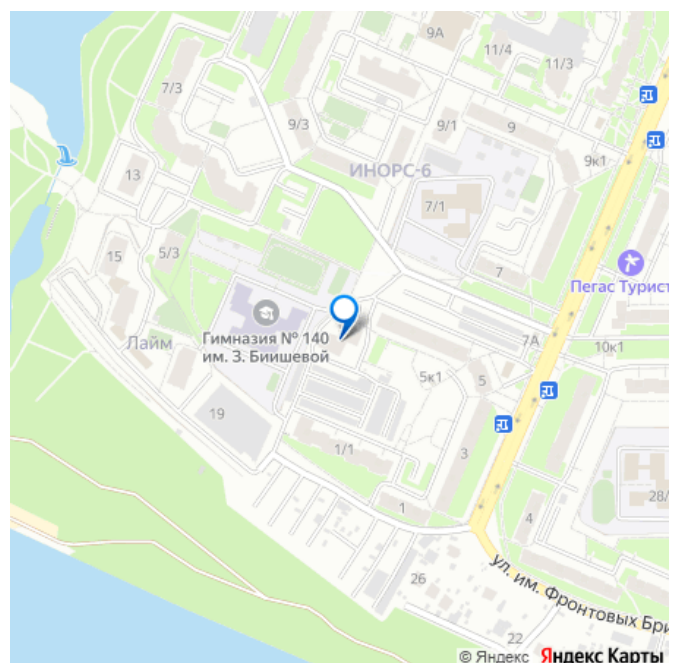 9А
11/4
11/3
7/3
9/3
9/1
9
9к1
ИНОРС-6
13
7/1
15
5/3
7
Пегас Турист
Гимназия № 140
им. З. Биишевой
Лайм
7А
10к1
5к1
5
19
1/1
3
28/
1
4
ул. им. Фронтовых Бри
26
22
© Яндекс Яндекс Карты